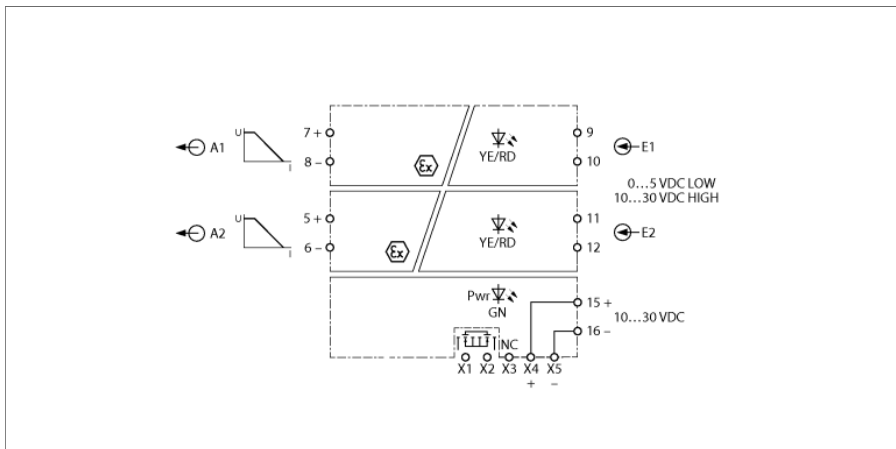 A1
U
I
7 +
8 –
Ex
YE/RD
9
10
E1
0…5 VDC LOW
10…30 VDC HIGH
A2
U
I
5 +
6 –
Ex
YE/RD
11
12
E2
Pwr
GN
15 +
16 –
10…30 VDC
NC
X1 X2 X3 X4 X5
+ –